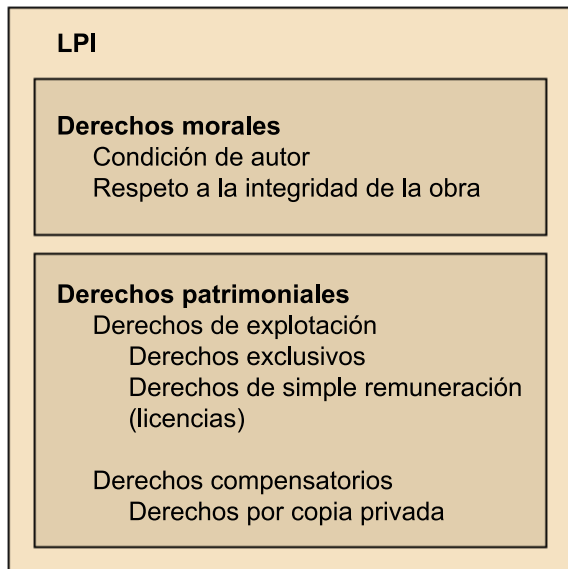 LPI
Derechos morales
Condición de autor
Respeto a la integridad de la obra
Derechos patrimoniales
Derechos de explotación
Derechos exclusivos
Derechos de simple remuneración
(licencias)
Derechos compensatorios
Derechos por copia privada